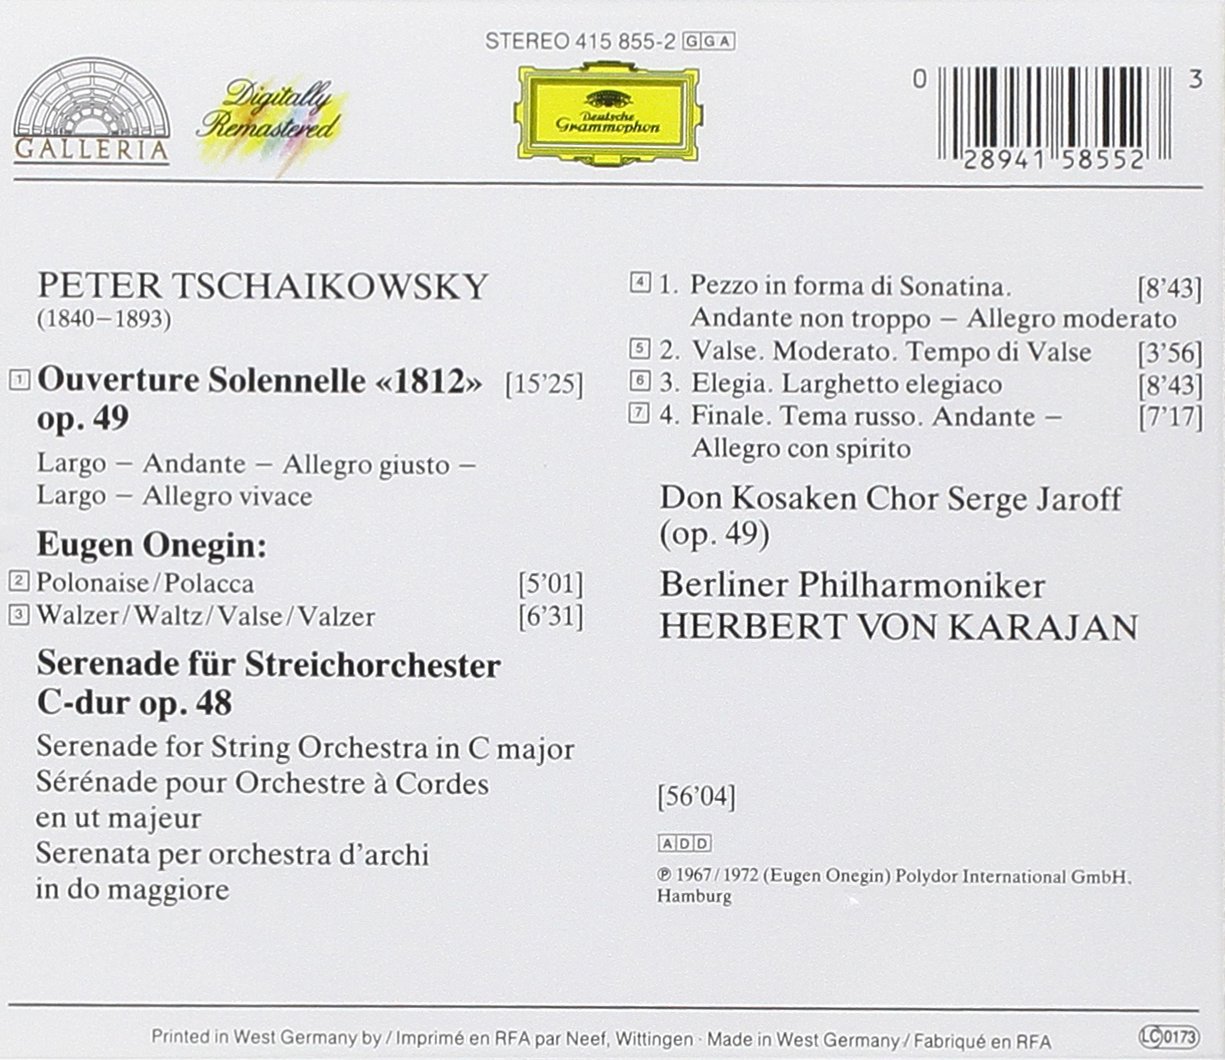 STEREO 415 855-2 GGA
GALLERIA
Digitally
Remastered
Deutsche
Grammophon
0 28941 58552 3
PETER TSCHAIKOWSKY
(1840–1893)
1 Ouverture Solennelle «1812» [15’25]
op. 49
Largo – Andante – Allegro giusto –
Largo – Allegro vivace
Eugen Onegin:
2 Polonaise/Polacca [5’01]
3 Walzer/Waltz/Valse/Valzer [6’31]
Serenade für Streichorchester
C-dur op. 48
Serenade for String Orchestra in C major
Sérénade pour Orchestre à Cordes
en ut majeur
Serenata per orchestra d’archi
in do maggiore
4 1. Pezzo in forma di Sonatina. [8’43]
Andante non troppo – Allegro moderato
5 2. Valse. Moderato. Tempo di Valse [3’56]
6 3. Elegia. Larghetto elegiaco [8’43]
7 4. Finale. Tema russo. Andante – [7’17]
Allegro con spirito
Don Kosaken Chor Serge Jaroff
(op. 49)
Berliner Philharmoniker
HERBERT VON KARAJAN
[56’04]
ADD
℗ 1967/1972 (Eugen Onegin) Polydor International GmbH,
Hamburg
Printed in West Germany by / Imprimé en RFA par Neef, Wittingen · Made in West Germany / Fabriqué en RFA
LC 0173